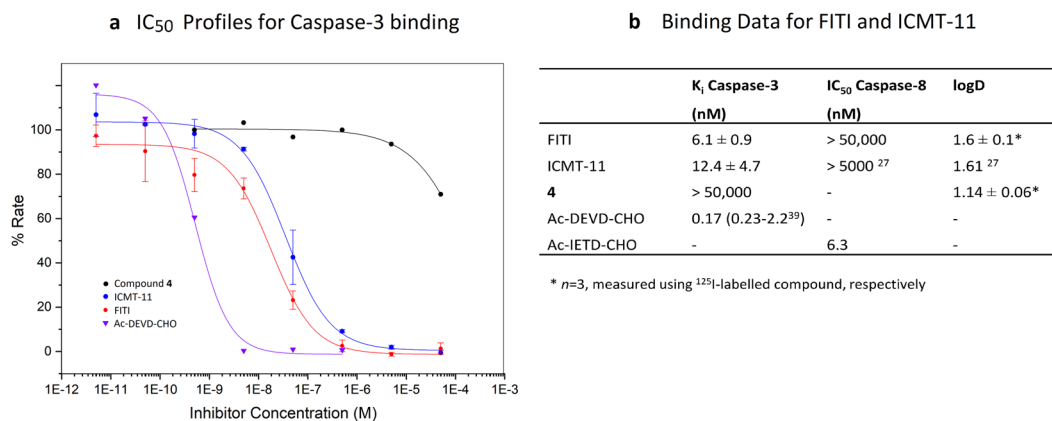 a IC50 Profiles for Caspase-3 binding
% Rate
100
80
60
40
20
0
Compound 4
ICMT-11
FITI
Ac-DEVD-CHO
1E-12 1E-11 1E-10 1E-9 1E-8 1E-7 1E-6 1E-5 1E-4 1E-3
Inhibitor Concentration (M)
b Binding Data for FITI and ICMT-11
Ki Caspase-3 IC50 Caspase-8 logD
(nM) (nM)
FITI 6.1 ± 0.9 > 50,000 1.6 ± 0.1*
ICMT-11 12.4 ± 4.7 > 5000 27 1.61 27
4 > 50,000 - 1.14 ± 0.06*
Ac-DEVD-CHO 0.17 (0.23-2.239) - -
Ac-IETD-CHO - 6.3 -
* n=3, measured using 125I-labelled compound, respectively